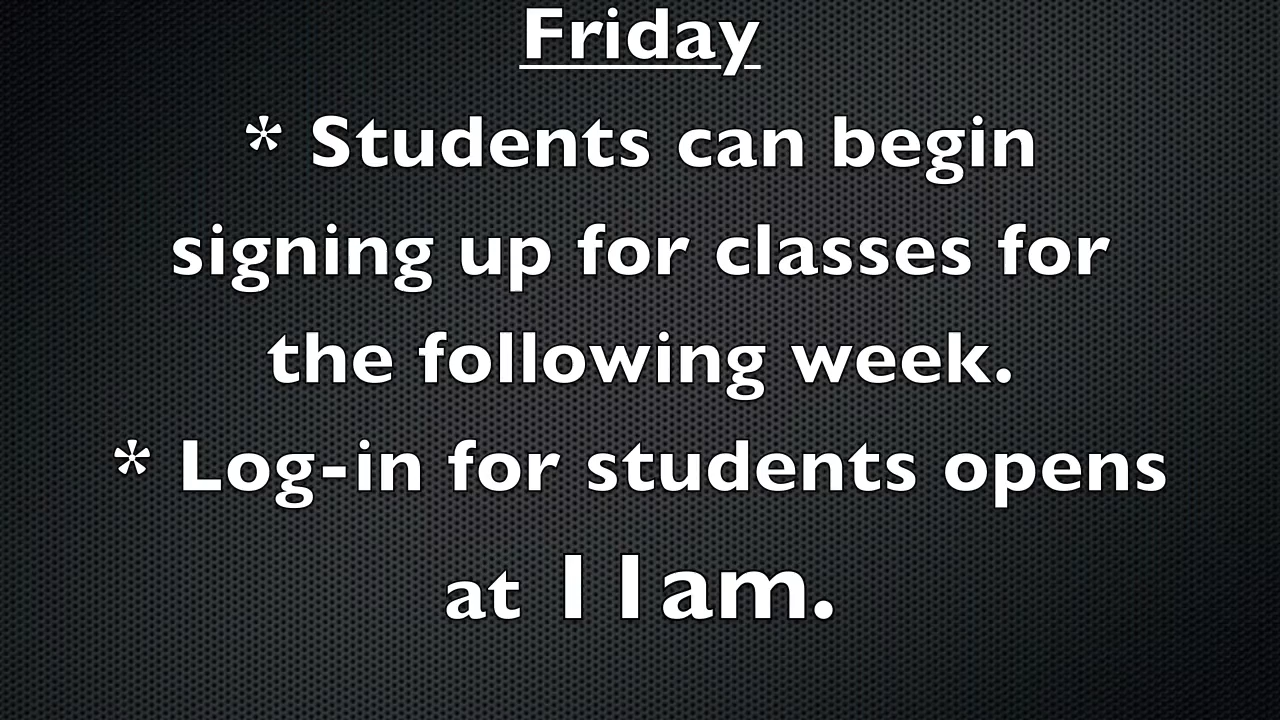 Friday
* Students can begin
signing up for classes for
the following week.
* Log-in for students opens
at 11am.